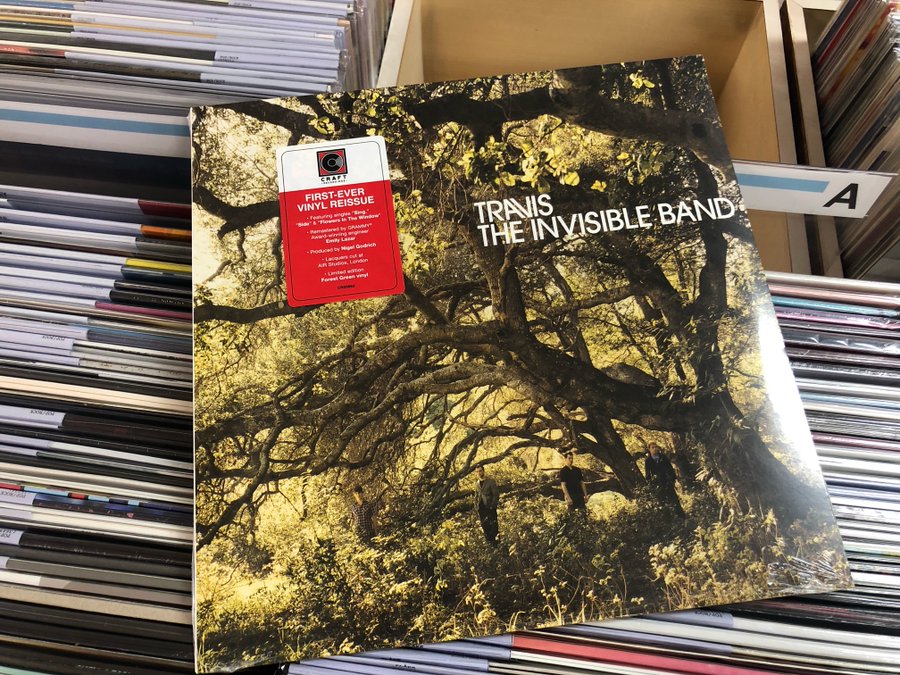 CRAFT
RECORDINGS
FIRST-EVER
VINYL REISSUE
• Featuring singles "Sing,"
"Side" & "Flowers In The Window"
• Remastered by GRAMMY®
Award-winning engineer
Emily Lazar
• Produced by Nigel Godrich
• Lacquers cut at
AIR Studios, London
• Limited edition
Forest Green vinyl
TRAVIS
THE INVISIBLE BAND
A